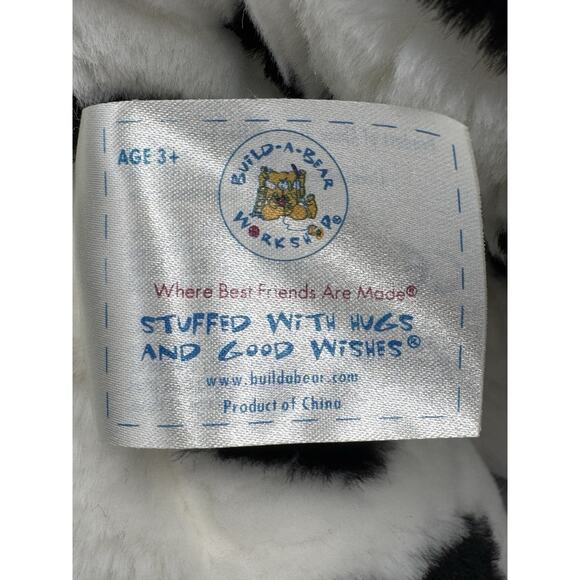 AGE 3+
BUILD-A-BEAR
WORKSHOP®
Where Best Friends Are Made®
STUFFED WITH HUGS
AND GOOD WISHES®
www.buildabear.com
Product of China